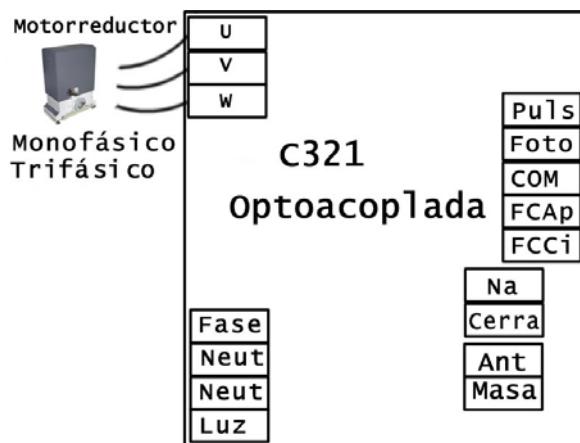 Motorreductor
Monofásico
Trifásico
U
V
W
c321
Optoacoplada
Puls
Foto
COM
FCAp
FCCi
Na
Cerra
Ant
Masa
Fase
Neut
Neut
Luz